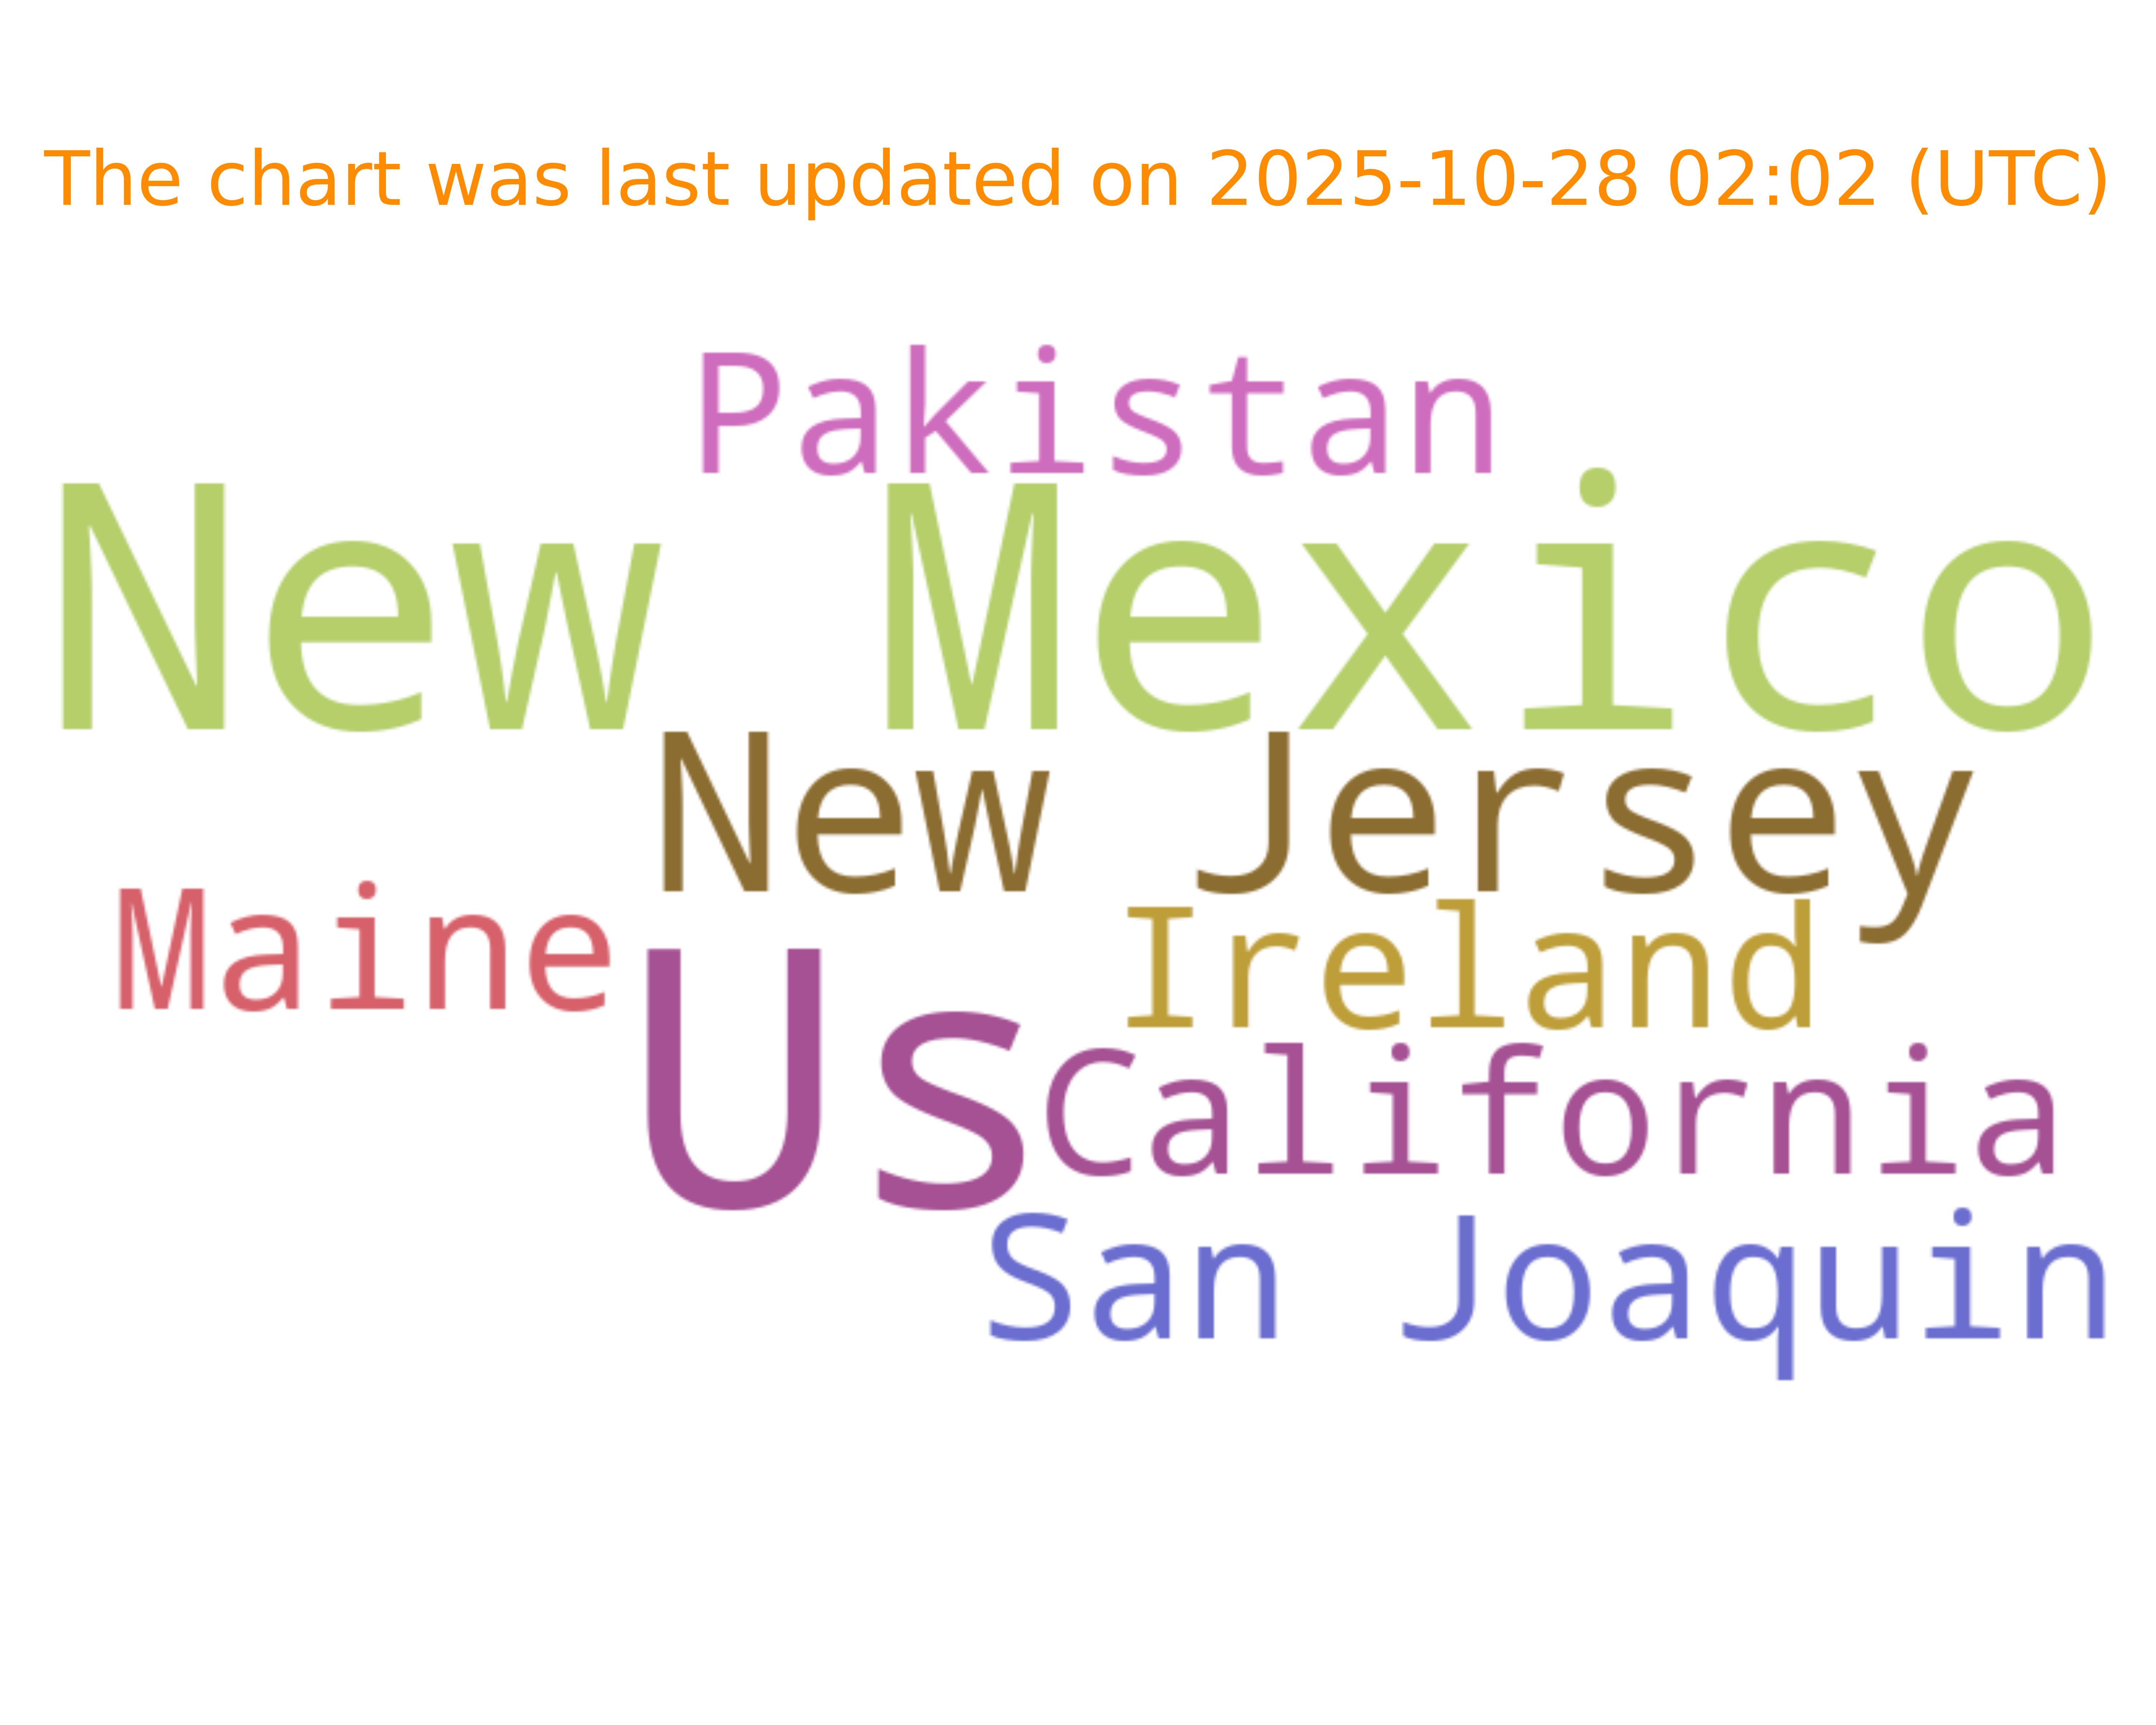 The chart was last updated on 2025-10-28 02:02 (UTC)
Pakistan
New Mexico
New Jersey
Maine
Ireland
Us
California
San Joaquin